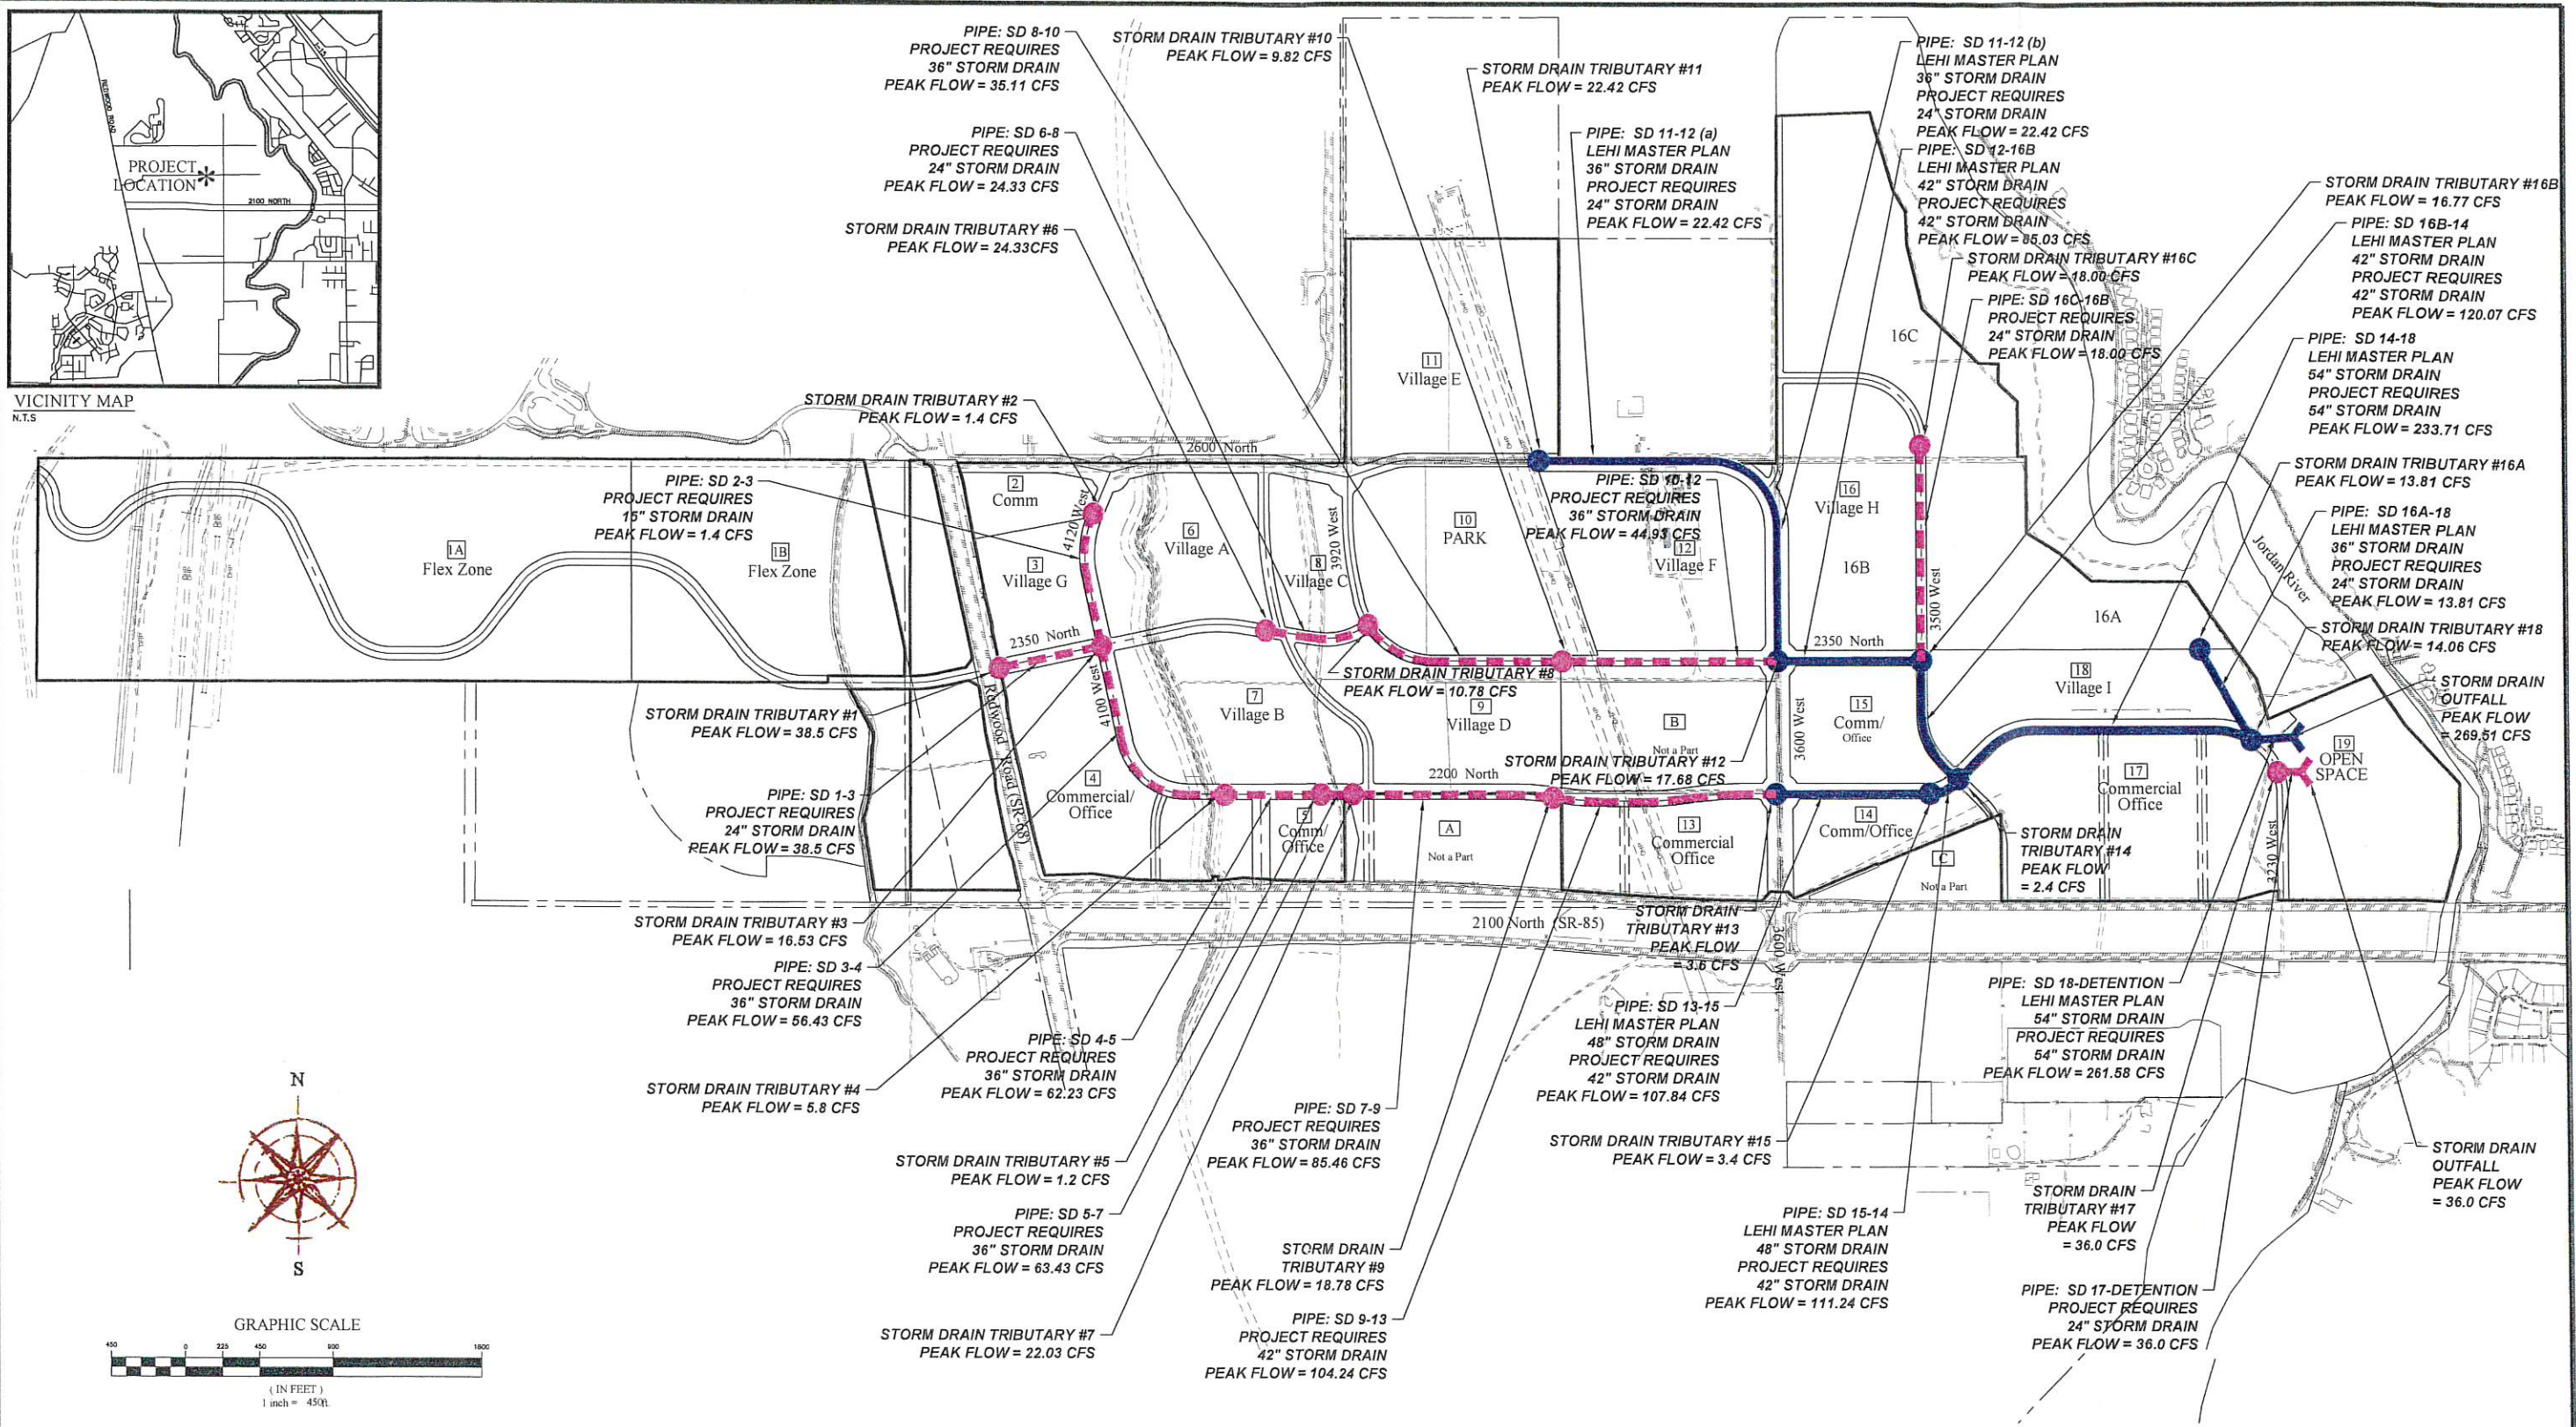 REDWOOD ROAD
I-15
PROJECT
LOCATION
2100 NORTH
VICINITY MAP
N.T.S
PIPE: SD 8-10
PROJECT REQUIRES
36" STORM DRAIN
PEAK FLOW = 35.11 CFS
STORM DRAIN TRIBUTARY #10
PEAK FLOW = 9.82 CFS
STORM DRAIN TRIBUTARY #11
PEAK FLOW = 22.42 CFS
PIPE: SD 11-12 (b)
LEHI MASTER PLAN
36" STORM DRAIN
PROJECT REQUIRES
24" STORM DRAIN
PEAK FLOW = 22.42 CFS
PIPE: SD 6-8
PROJECT REQUIRES
24" STORM DRAIN
PEAK FLOW = 24.33 CFS
PIPE: SD 11-12 (a)
LEHI MASTER PLAN
36" STORM DRAIN
PROJECT REQUIRES
24" STORM DRAIN
PEAK FLOW = 22.42 CFS
PIPE: SD 12-16B
LEHI MASTER PLAN
42" STORM DRAIN
PROJECT REQUIRES
42" STORM DRAIN
PEAK FLOW = 65.03 CFS
STORM DRAIN TRIBUTARY #16B
PEAK FLOW = 16.77 CFS
STORM DRAIN TRIBUTARY #6
PEAK FLOW = 24.33CFS
PIPE: SD 16B-14
LEHI MASTER PLAN
42" STORM DRAIN
PROJECT REQUIRES
42" STORM DRAIN
PEAK FLOW = 120.07 CFS
STORM DRAIN TRIBUTARY #16C
PEAK FLOW = 18.00 CFS
PIPE: SD 16C-16B
PROJECT REQUIRES
24" STORM DRAIN
PEAK FLOW = 18.00 CFS
PIPE: SD 14-18
LEHI MASTER PLAN
54" STORM DRAIN
PROJECT REQUIRES
54" STORM DRAIN
PEAK FLOW = 233.71 CFS
16C
11
Village E
STORM DRAIN TRIBUTARY #2
PEAK FLOW = 1.4 CFS
2600 North
STORM DRAIN TRIBUTARY #16A
PEAK FLOW = 13.81 CFS
PIPE: SD 2-3
PROJECT REQUIRES
15" STORM DRAIN
PEAK FLOW = 1.4 CFS
2
Comm
4120 West
PIPE: SD 10-12
PROJECT REQUIRES
36" STORM DRAIN
PEAK FLOW = 44.93 CFS
16
Village H
PIPE: SD 16A-18
LEHI MASTER PLAN
36" STORM DRAIN
PROJECT REQUIRES
24" STORM DRAIN
PEAK FLOW = 13.81 CFS
Jordan River
1A
Flex Zone
1B
Flex Zone
3
Village G
6
Village A
8
Village C
3920 West
10
PARK
12
Village F
16B
3500 West
16A
2350 North
2350 North
STORM DRAIN TRIBUTARY #18
PEAK FLOW = 14.06 CFS
STORM DRAIN TRIBUTARY #8
PEAK FLOW = 10.78 CFS
18
Village I
STORM DRAIN
OUTFALL
PEAK FLOW
= 269.51 CFS
STORM DRAIN TRIBUTARY #1
PEAK FLOW = 38.5 CFS
Redwood Road (SR-68)
4100 West
7
Village B
9
Village D
B
Not a Part
3600 West
15
Comm/
Office
19
OPEN
SPACE
STORM DRAIN TRIBUTARY #12
PEAK FLOW = 17.68 CFS
2200 North
PIPE: SD 1-3
PROJECT REQUIRES
24" STORM DRAIN
PEAK FLOW = 38.5 CFS
4
Commercial/
Office
5
Comm/
Office
A
Not a Part
13
Commercial
Office
14
Comm/Office
C
Not a Part
17
Commercial
Office
3230 West
STORM DRAIN
TRIBUTARY #14
PEAK FLOW
= 2.4 CFS
STORM DRAIN TRIBUTARY #3
PEAK FLOW = 16.53 CFS
2100 North (SR-85)
STORM DRAIN
TRIBUTARY #13
PEAK FLOW
= 3.6 CFS
3600 West
PIPE: SD 3-4
PROJECT REQUIRES
36" STORM DRAIN
PEAK FLOW = 56.43 CFS
PIPE: SD 18-DETENTION
LEHI MASTER PLAN
54" STORM DRAIN
PROJECT REQUIRES
54" STORM DRAIN
PEAK FLOW = 261.58 CFS
PIPE: SD 13-15
LEHI MASTER PLAN
48" STORM DRAIN
PROJECT REQUIRES
42" STORM DRAIN
PEAK FLOW = 107.84 CFS
PIPE: SD 4-5
PROJECT REQUIRES
36" STORM DRAIN
PEAK FLOW = 62.23 CFS
STORM DRAIN TRIBUTARY #4
PEAK FLOW = 5.8 CFS
PIPE: SD 7-9
PROJECT REQUIRES
36" STORM DRAIN
PEAK FLOW = 85.46 CFS
STORM DRAIN TRIBUTARY #15
PEAK FLOW = 3.4 CFS
STORM DRAIN
OUTFALL
PEAK FLOW
= 36.0 CFS
STORM DRAIN TRIBUTARY #5
PEAK FLOW = 1.2 CFS
STORM DRAIN
TRIBUTARY #17
PEAK FLOW
= 36.0 CFS
PIPE: SD 5-7
PROJECT REQUIRES
36" STORM DRAIN
PEAK FLOW = 63.43 CFS
STORM DRAIN
TRIBUTARY #9
PEAK FLOW = 18.78 CFS
PIPE: SD 15-14
LEHI MASTER PLAN
48" STORM DRAIN
PROJECT REQUIRES
42" STORM DRAIN
PEAK FLOW = 111.24 CFS
PIPE: SD 17-DETENTION
PROJECT REQUIRES
24" STORM DRAIN
PEAK FLOW = 36.0 CFS
STORM DRAIN TRIBUTARY #7
PEAK FLOW = 22.03 CFS
PIPE: SD 9-13
PROJECT REQUIRES
42" STORM DRAIN
PEAK FLOW = 104.24 CFS
N
S
GRAPHIC SCALE
450 0 225 450 900 1800
( IN FEET )
1 inch = 450ft.